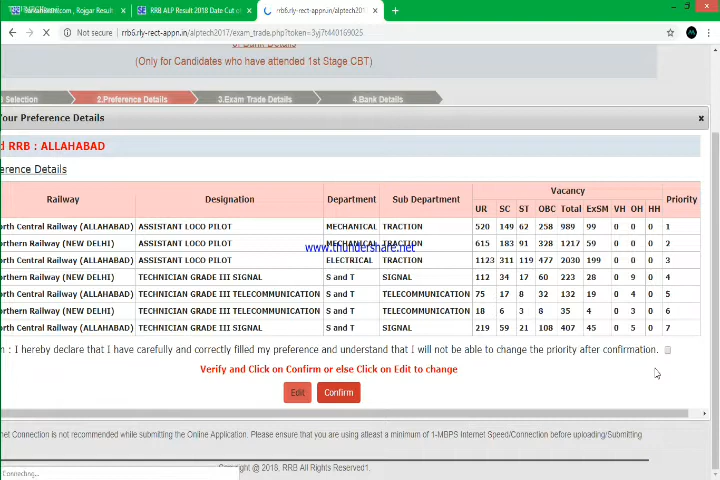 .com , Rojgar Result
RRB ALP Result 2018 Date Cut of
rrb6.rly-rect-appn.in/alptech2017
Not secure rrb6.rly-rect-appn.in/alptech2017/exam_trade.php?token=3yj7t440169025
of Bank Details
(Only for Candidates who have attended 1st Stage CBT)
Selection 2.Preference Details 3.Exam Trade Details 4.Bank Details
Your Preference Details
d RRB : ALLAHABAD
erence Details
Railway Designation Department Sub Department Vacancy Priority
UR SC ST OBC Total ExSM VH OH HH
orth Central Railway (ALLAHABAD) ASSISTANT LOCO PILOT MECHANICAL TRACTION 520 149 62 258 989 99 0 0 0 1
orthern Railway (NEW DELHI) ASSISTANT LOCO PILOT MECHANICAL TRACTION 615 183 91 328 1217 59 0 0 0 2
www.thundershare.net
orth Central Railway (ALLAHABAD) ASSISTANT LOCO PILOT ELECTRICAL TRACTION 1123 311 119 477 2030 199 0 0 0 3
orthern Railway (NEW DELHI) TECHNICIAN GRADE III SIGNAL S and T SIGNAL 112 34 17 60 223 28 0 9 0 4
orth Central Railway (ALLAHABAD) TECHNICIAN GRADE III TELECOMMUNICATION S and T TELECOMMUNICATION 75 17 8 32 132 19 0 4 0 5
orthern Railway (NEW DELHI) TECHNICIAN GRADE III TELECOMMUNICATION S and T TELECOMMUNICATION 18 6 3 8 35 4 0 3 0 6
orth Central Railway (ALLAHABAD) TECHNICIAN GRADE III SIGNAL S and T SIGNAL 219 59 21 108 407 45 0 5 0 7
n : I hereby declare that I have carefully and correctly filled my preference and understand that I will not be able to change the priority after confirmation.
Verify and Click on Confirm or else Click on Edit to change
Edit Confirm
net Connection is not recommended while submitting the Online Application. Please ensure that you are using atleast a minimum of 1-MBPS Internet Speed/Connection before uploading/Submitting
Copyright @ 2018. RRB All Rights Reserved1.
Connecting...